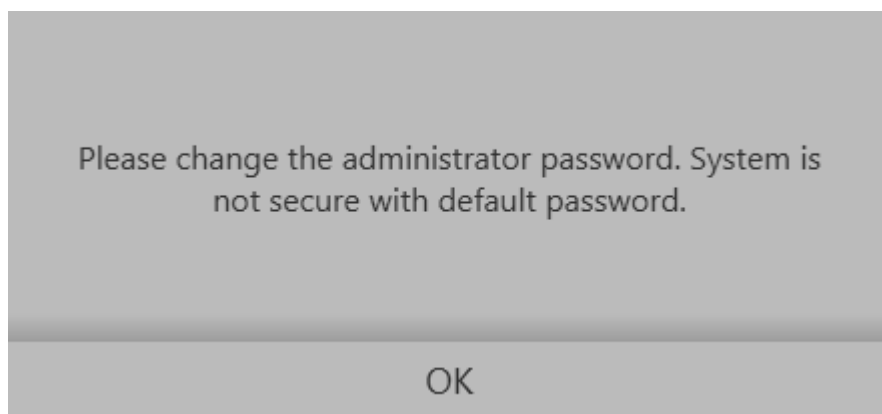 Please change the administrator password. System is
not secure with default password.
OK